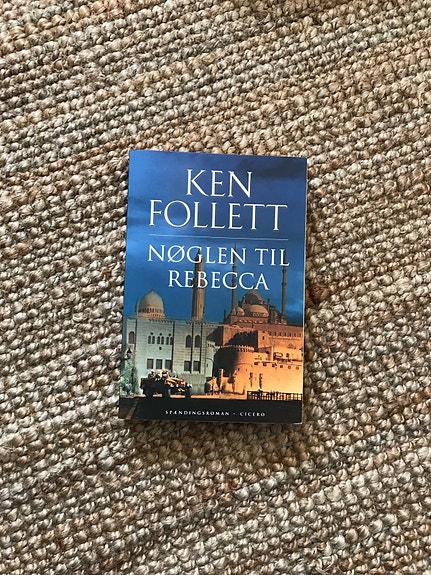 KEN
FOLLETT
NØGLEN TIL
REBECCA
SPÆNDINGSROMAN · CICERO